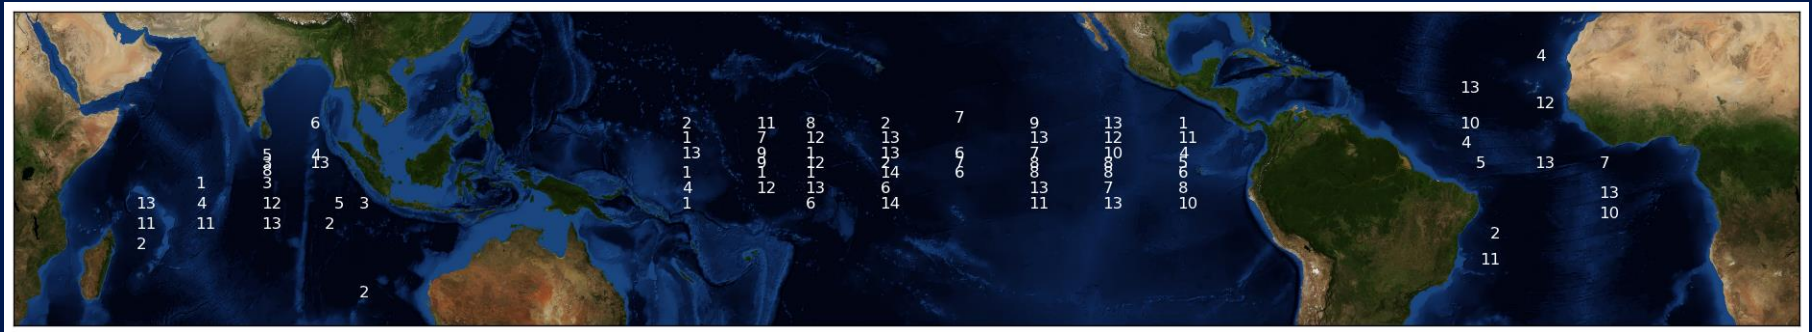 4
13
12
7
6 2 11 8 2 9 13 1 10
1 7 12 13 13 12 11 4
5 4 13 9 1 13 6 7 10 4
8 13 9 12 2 7 8 8 5 5 13 7
8 1 1 1 14 6 8 8 6
1 3 4 12 13 6 13 7 8 13
13 4 12 5 3 1 6 14 11 13 10
10
11 11 13 2
2 2
11
2